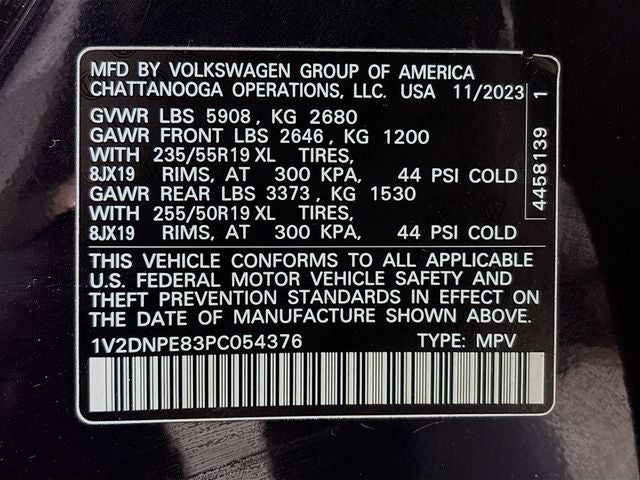 MFD BY VOLKSWAGEN GROUP OF AMERICA
CHATTANOOGA OPERATIONS, LLC. USA 11/2023
GVWR LBS 5908, KG 2680
GAWR FRONT LBS 2646, KG 1200
WITH 235/55R19 XL TIRES,
8JX19 RIMS, AT 300 KPA, 44 PSI COLD
GAWR REAR LBS 3373, KG 1530
WITH 255/50R19 XL TIRES,
8JX19 RIMS, AT 300 KPA, 44 PSI COLD
4458139 1
THIS VEHICLE CONFORMS TO ALL APPLICABLE
U.S. FEDERAL MOTOR VEHICLE SAFETY AND
THEFT PREVENTION STANDARDS IN EFFECT ON
THE DATE OF MANUFACTURE SHOWN ABOVE.
1V2DNPE83PC054376 TYPE: MPV